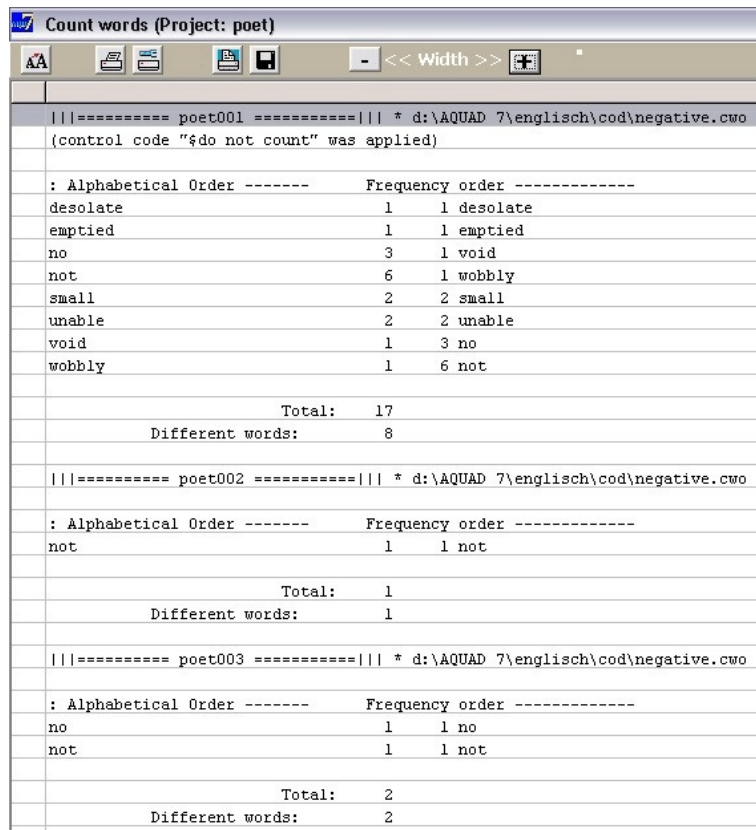 Count words (Project: poet)
AA - << Width >> +
|||========== poet001 ===========||| * d:\AQUAD 7\englisch\cod\negative.cwo
(control code "$do not count" was applied)
: Alphabetical Order ------- Frequency order -------------
desolate 1 1 desolate
emptied 1 1 emptied
no 3 1 void
not 6 1 wobbly
small 2 2 small
unable 2 2 unable
void 1 3 no
wobbly 1 6 not
Total: 17
Different words: 8
|||========== poet002 ===========||| * d:\AQUAD 7\englisch\cod\negative.cwo
: Alphabetical Order ------- Frequency order -------------
not 1 1 not
Total: 1
Different words: 1
|||========== poet003 ===========||| * d:\AQUAD 7\englisch\cod\negative.cwo
: Alphabetical Order ------- Frequency order -------------
no 1 1 no
not 1 1 not
Total: 2
Different words: 2